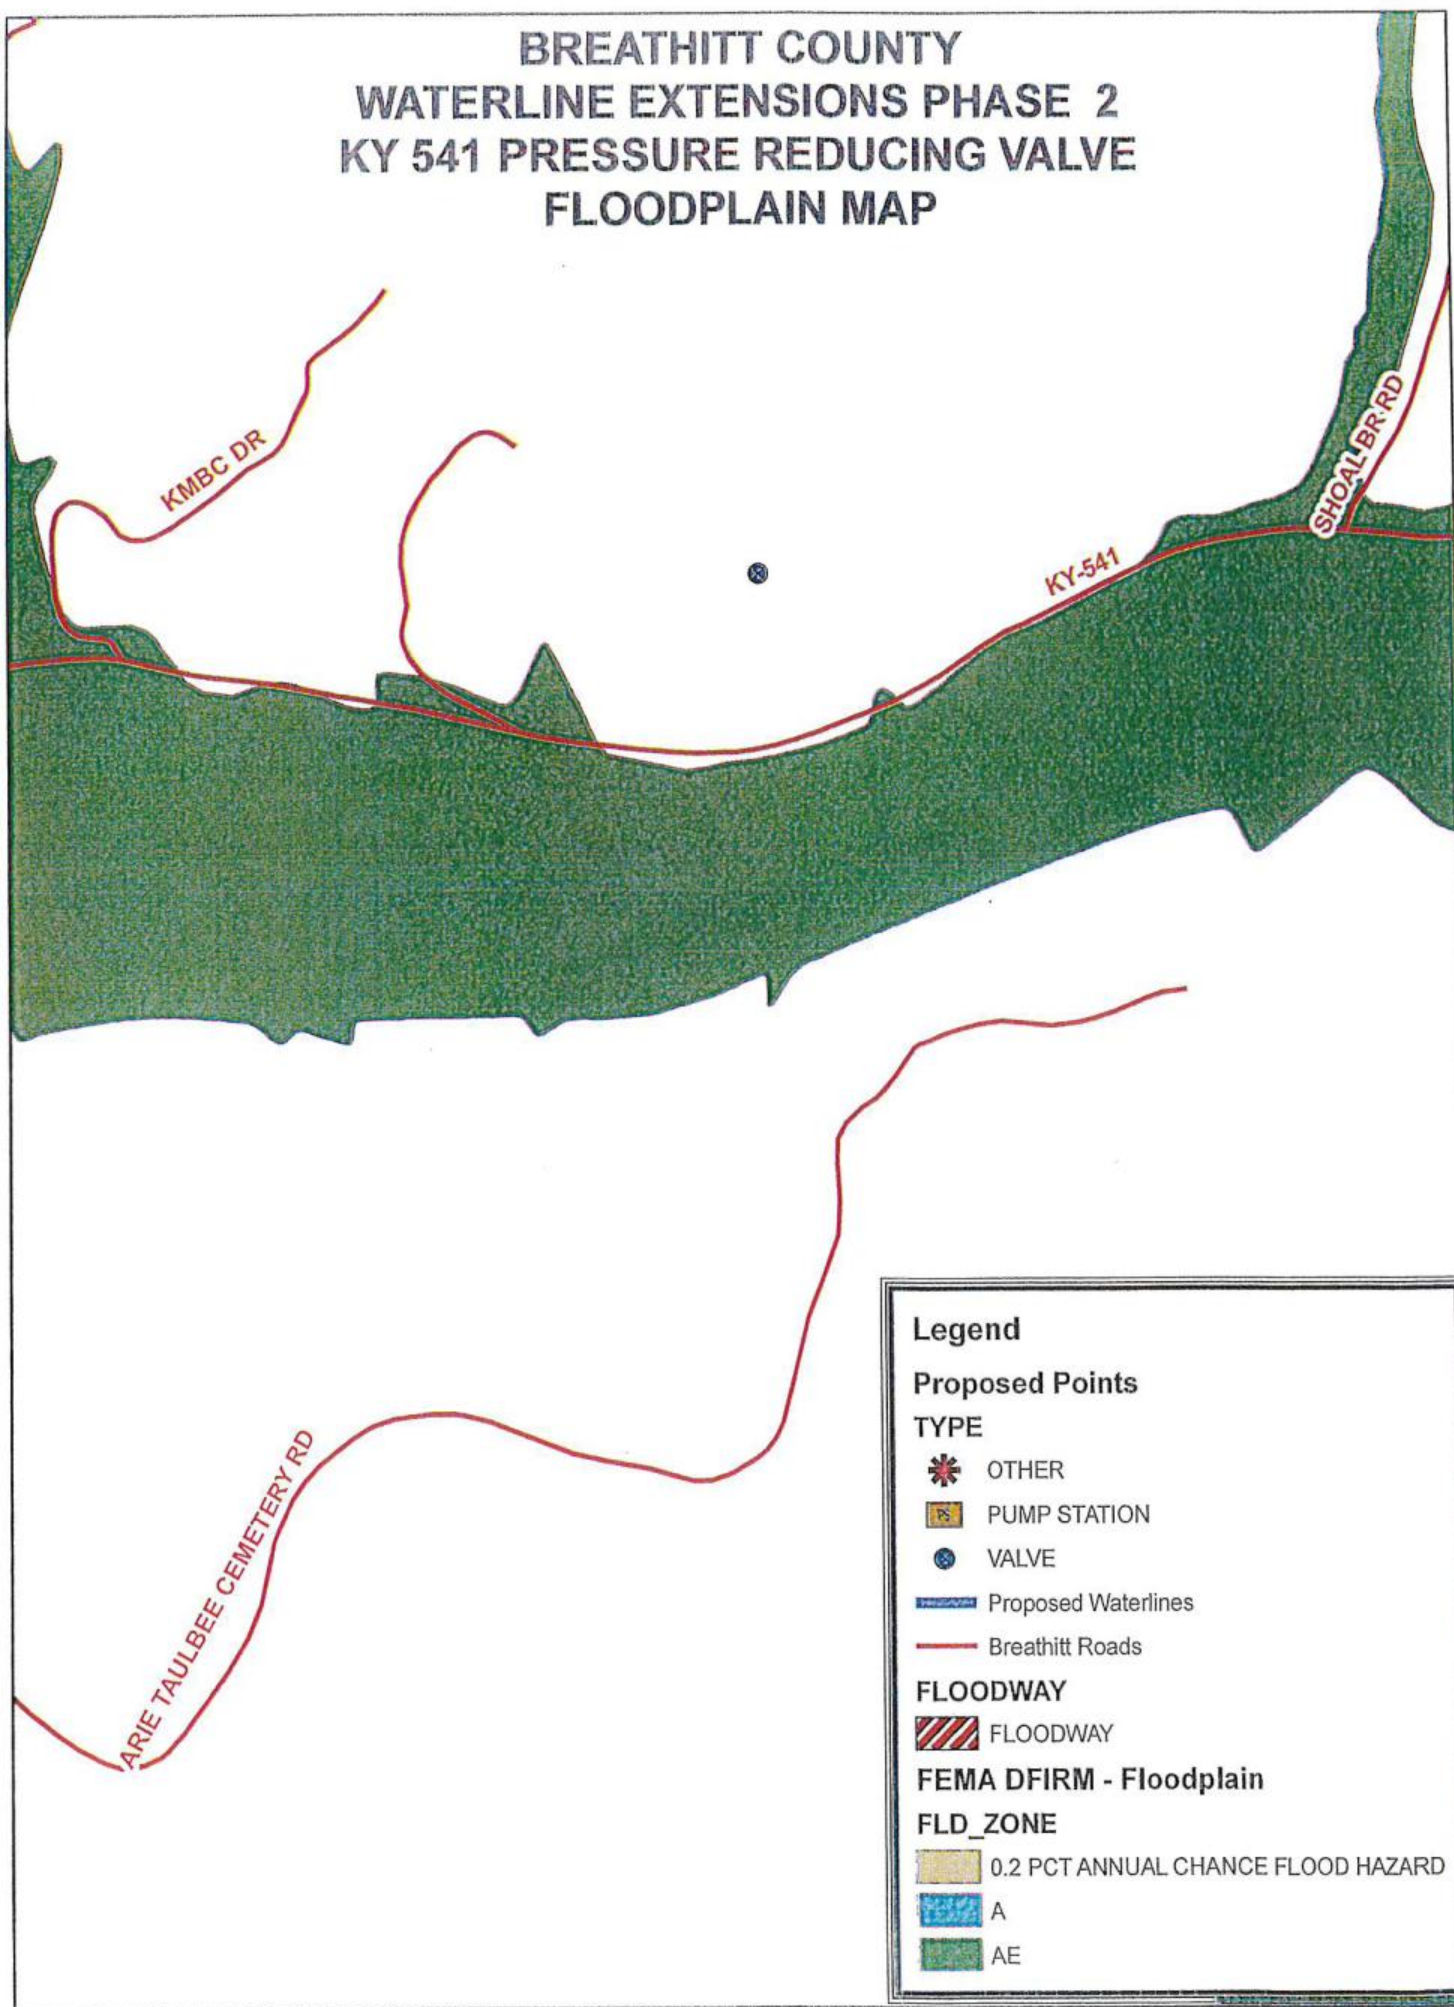 BREATHITT COUNTY
WATERLINE EXTENSIONS PHASE 2
KY 541 PRESSURE REDUCING VALVE
FLOODPLAIN MAP
KMBC DR
SHOAL BR RD
KY-541
ARIE TAULBEE CEMETERY RD
Legend
Proposed Points
TYPE
OTHER
PS PUMP STATION
VALVE
Proposed Waterlines
Breathitt Roads
FLOODWAY
FLOODWAY
FEMA DFIRM - Floodplain
FLD_ZONE
0.2 PCT ANNUAL CHANCE FLOOD HAZARD
A
AE